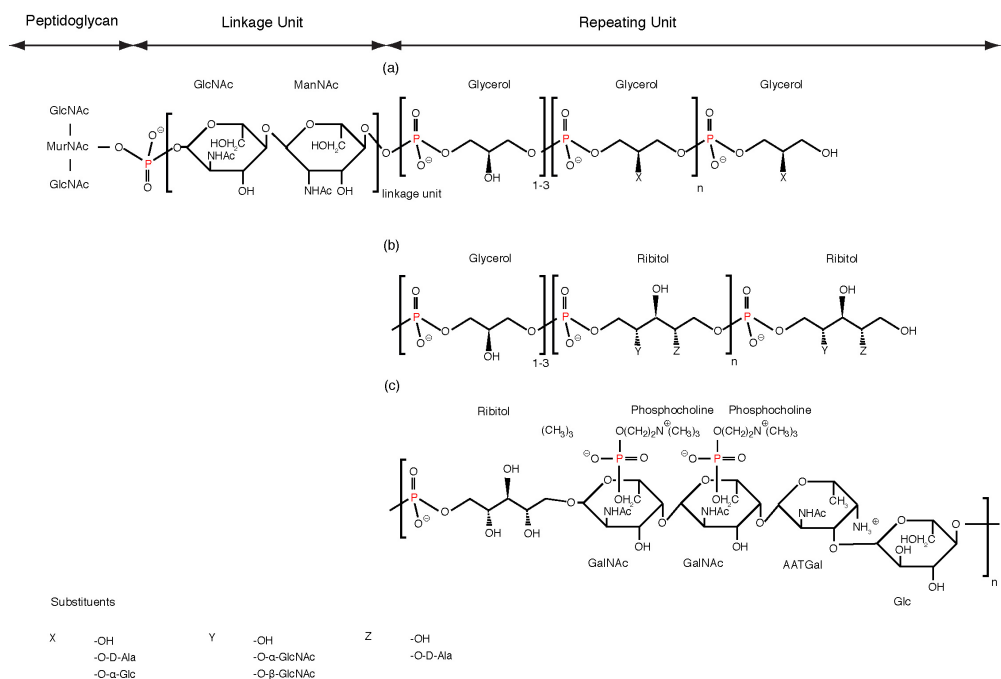 Peptidoglycan Linkage Unit Repeating Unit
(a)
GlcNAc ManNAc Glycerol Glycerol Glycerol
GlcNAc
MurNAc
GlcNAc
O P O⊖ O
O O HOH₂C NHAc OH
O O HOH₂C NHAc OH O
linkage unit
O O P O⊖ O OH O
1-3
O P O⊖ O X O
n
O P O⊖ O X OH
(b)
Glycerol Ribitol Ribitol
O P O⊖ O OH O
1-3
O P O⊖ O OH Y Z O
n
O P O⊖ O OH Y Z OH
(c)
Ribitol Phosphocholine Phosphocholine
(CH₃)₃ O(CH₂)₂N⊕(CH₃)₃ O(CH₂)₂N⊕(CH₃)₃
⊖O P O ⊖O P O
O P O⊖ O OH OH OH O
O OH₂C NHAc OH O
O OH₂C NHAc OH O
O CH₃ NHAc NH₃⊕ O
O HOH₂C OH OH O
n
GalNAc GalNAc AATGal
Glc
Substituents
X Y Z
-OH -OH -OH
-O-D-Ala -O-α-GlcNAc -O-D-Ala
-O-α-Glc -O-β-GlcNAc